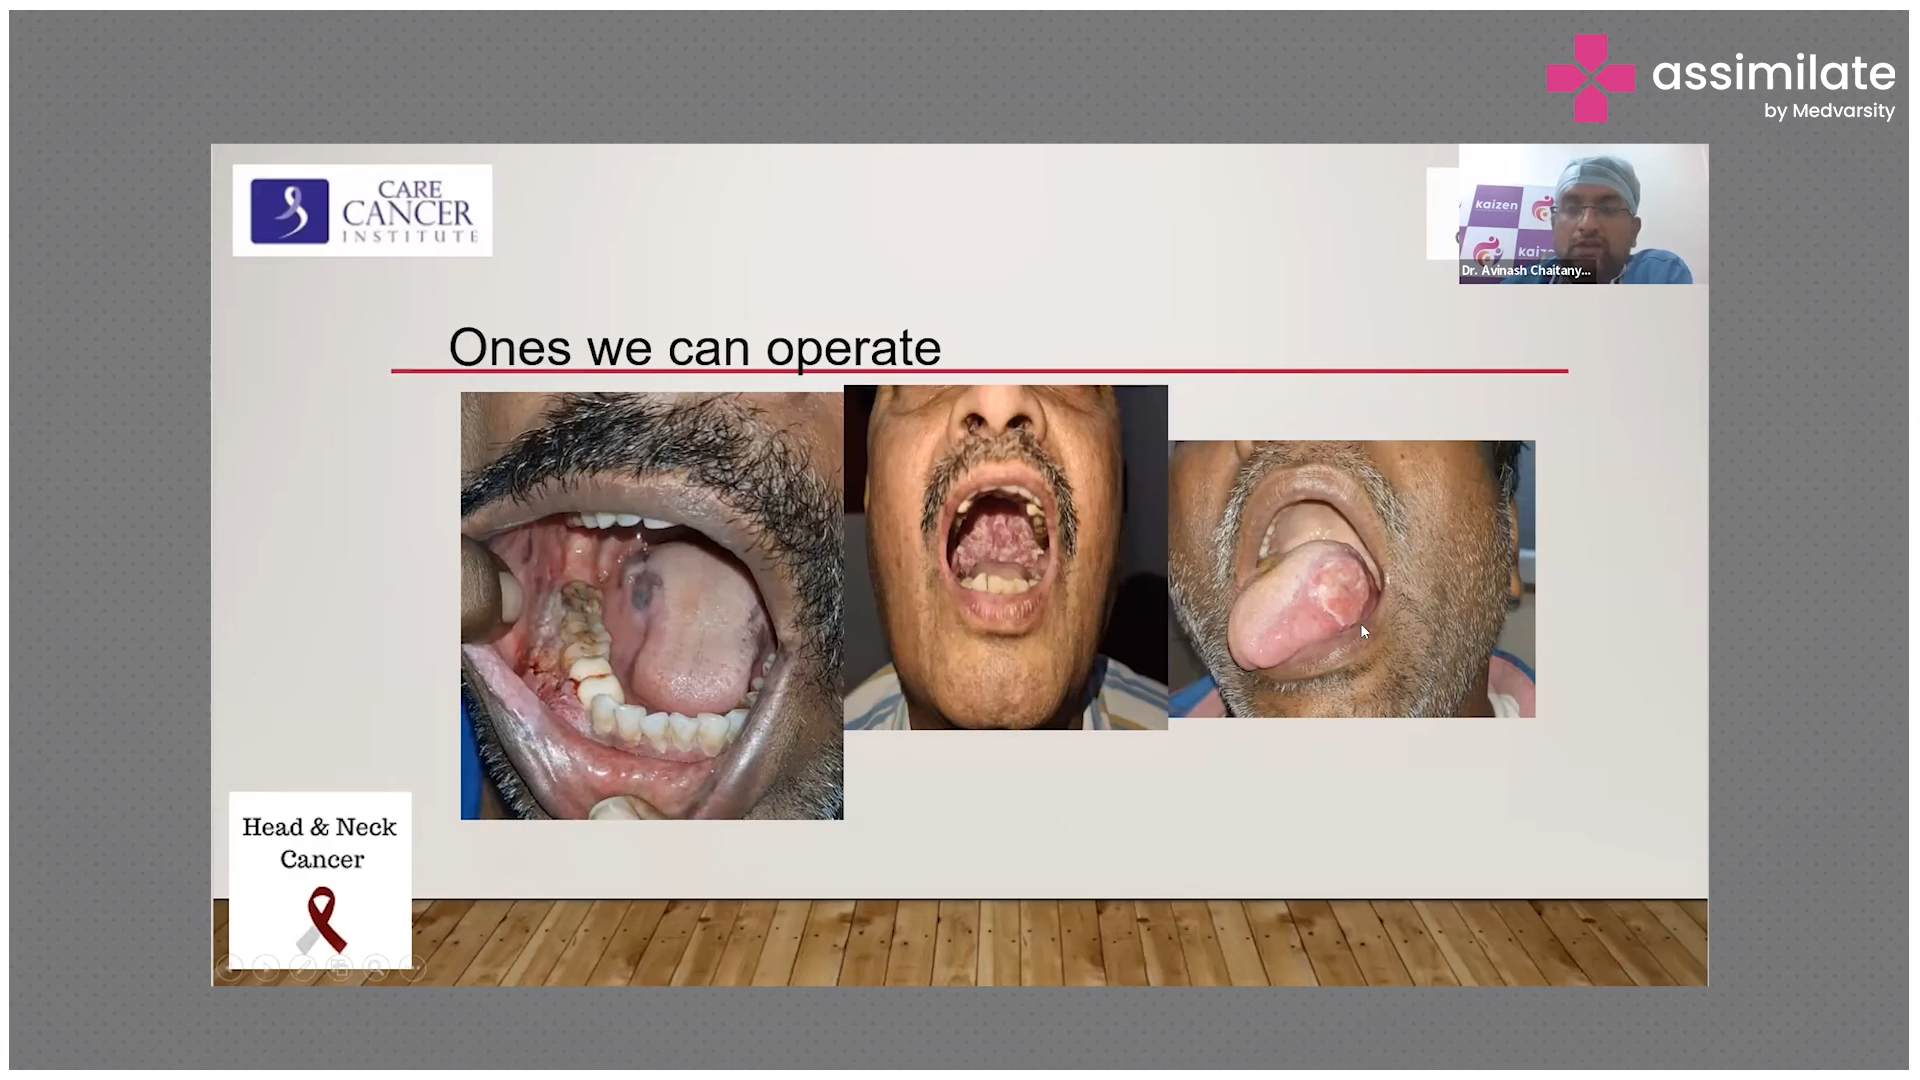 assimilate
by Medvarsity
CARE
CANCER
INSTITUTE
kaizen
Dr. Avinash Chaitany...
Ones we can operate
Head & Neck
Cancer